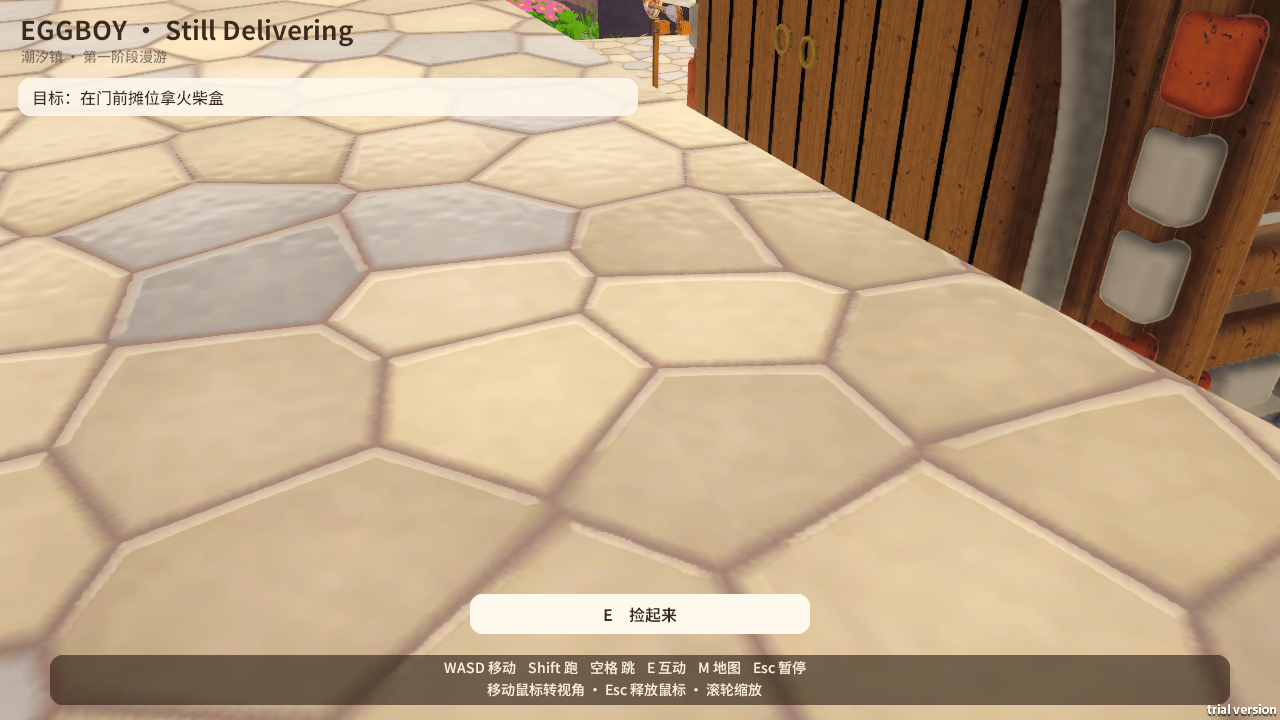 EGGBOY · Still Delivering
潮汐镇 · 第一阶段漫游
目标：在门前摊位拿火柴盒
E 捡起来
WASD 移动 Shift 跑 空格 跳 E 互动 M 地图 Esc 暂停
移动鼠标转视角 · Esc 释放鼠标 · 滚轮缩放
trial version